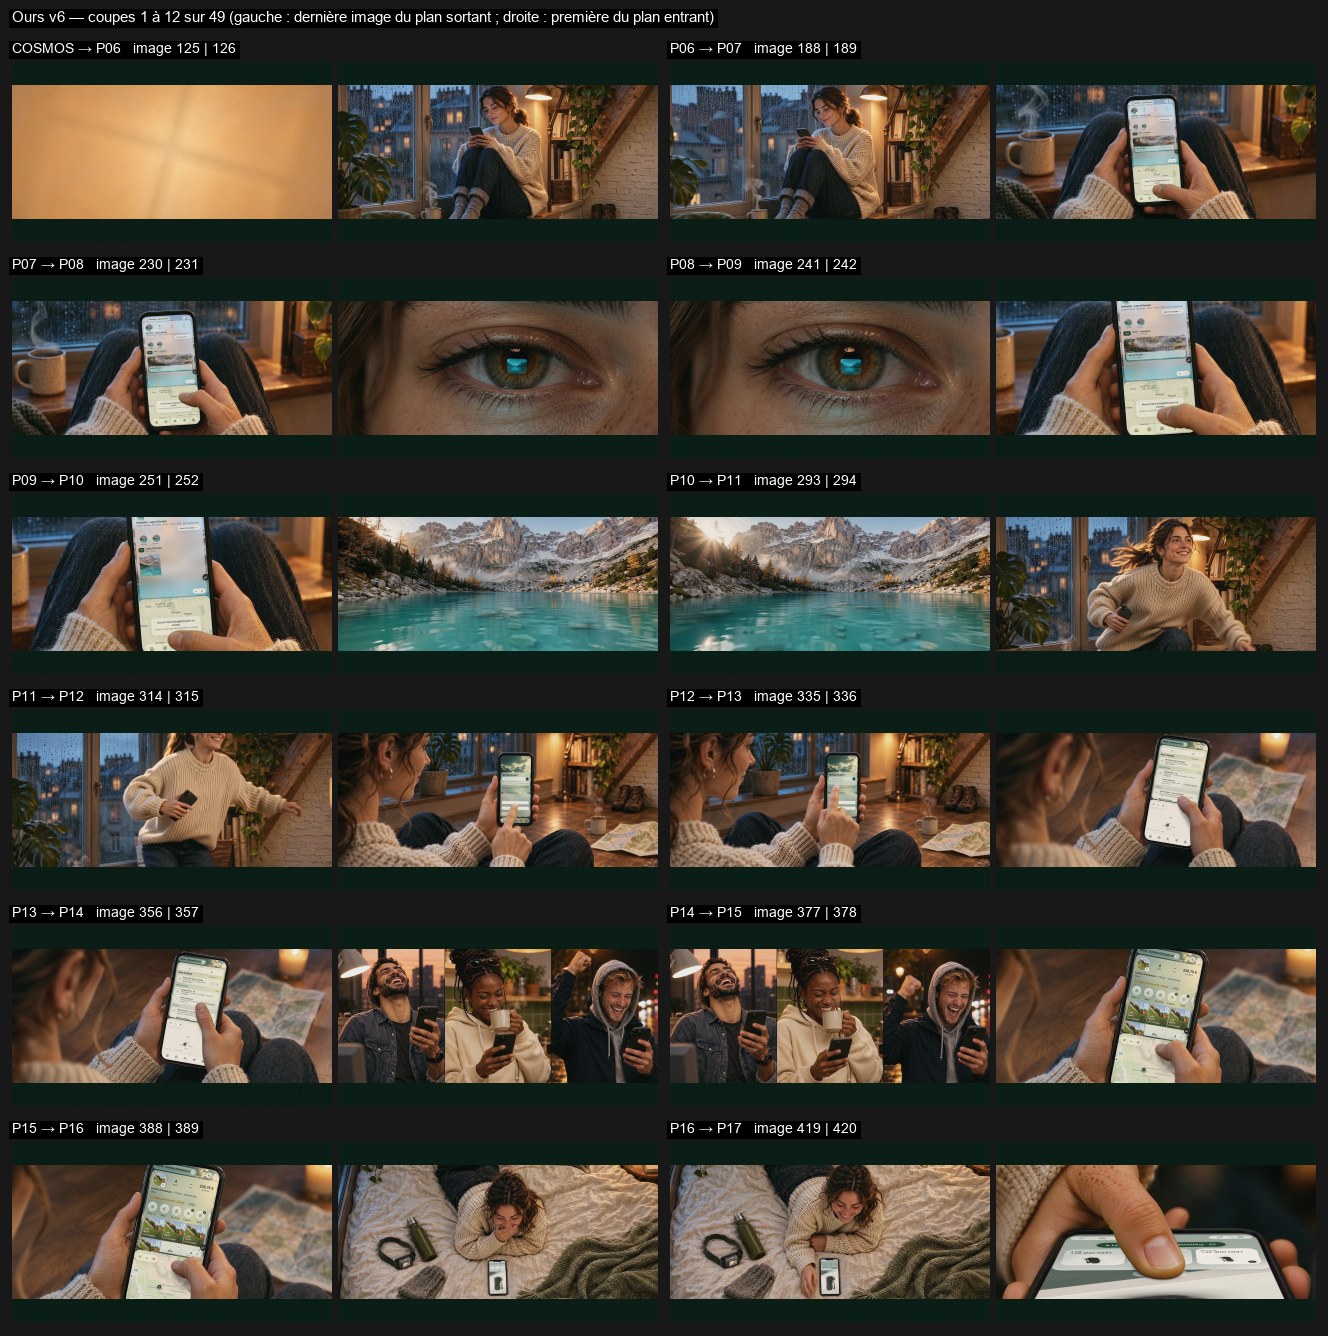 Ours v6 — coupes 1 à 12 sur 49 (gauche : dernière image du plan sortant ; droite : première du plan entrant)
COSMOS → P06 image 125 | 126
P06 → P07 image 188 | 189
P07 → P08 image 230 | 231
P08 → P09 image 241 | 242
P09 → P10 image 251 | 252
P10 → P11 image 293 | 294
P11 → P12 image 314 | 315
P12 → P13 image 335 | 336
P13 → P14 image 356 | 357
P14 → P15 image 377 | 378
P15 → P16 image 388 | 389
P16 → P17 image 419 | 420